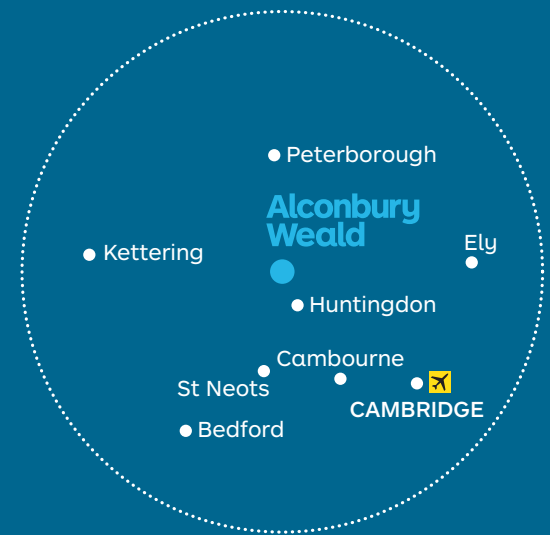 Peterborough
Alconbury
Weald
Ely
Kettering
Huntingdon
Cambourne
St Neots
CAMBRIDGE
Bedford